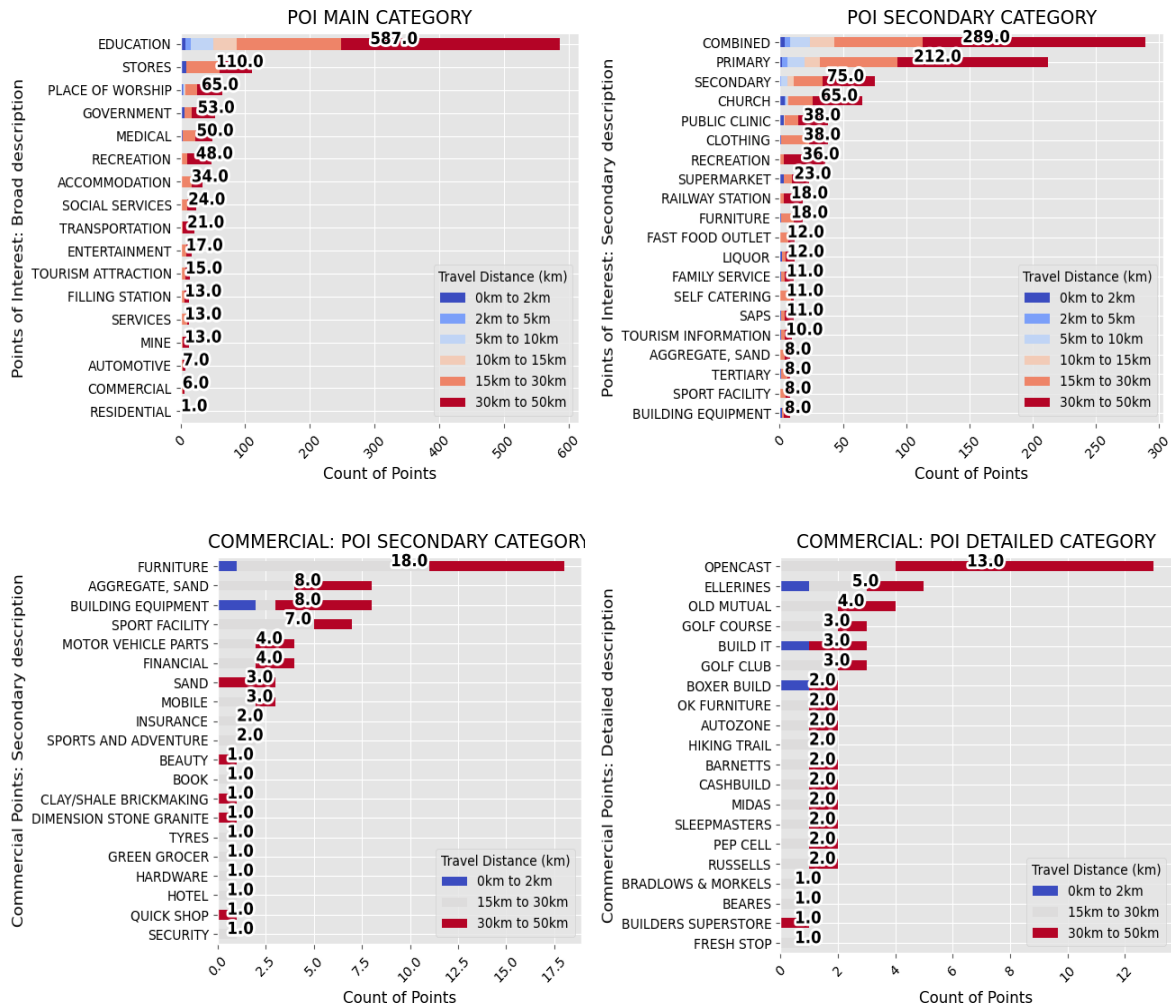 POI MAIN CATEGORY
Points of Interest: Broad description
EDUCATION 587.0
STORES 110.0
PLACE OF WORSHIP 65.0
GOVERNMENT 53.0
MEDICAL 50.0
RECREATION 48.0
ACCOMMODATION 34.0
SOCIAL SERVICES 24.0
TRANSPORTATION 21.0
ENTERTAINMENT 17.0
TOURISM ATTRACTION 15.0
FILLING STATION 13.0
SERVICES 13.0
MINE 13.0
AUTOMOTIVE 7.0
COMMERCIAL 6.0
RESIDENTIAL 1.0
Travel Distance (km)
0km to 2km
2km to 5km
5km to 10km
10km to 15km
15km to 30km
30km to 50km
0 100 200 300 400 500 600
Count of Points
POI SECONDARY CATEGORY
Points of Interest: Secondary description
COMBINED 289.0
PRIMARY 212.0
SECONDARY 75.0
CHURCH 65.0
PUBLIC CLINIC 38.0
CLOTHING 38.0
RECREATION 36.0
SUPERMARKET 23.0
RAILWAY STATION 18.0
FURNITURE 18.0
FAST FOOD OUTLET 12.0
LIQUOR 12.0
FAMILY SERVICE 11.0
SELF CATERING 11.0
SAPS 11.0
TOURISM INFORMATION 10.0
AGGREGATE, SAND 8.0
TERTIARY 8.0
SPORT FACILITY 8.0
BUILDING EQUIPMENT 8.0
Travel Distance (km)
0km to 2km
2km to 5km
5km to 10km
10km to 15km
15km to 30km
30km to 50km
0 50 100 150 200 250 300
Count of Points
COMMERCIAL: POI SECONDARY CATEGORY
Commercial Points: Secondary description
FURNITURE 18.0
AGGREGATE, SAND 8.0
BUILDING EQUIPMENT 8.0
SPORT FACILITY 7.0
MOTOR VEHICLE PARTS 4.0
FINANCIAL 4.0
SAND 3.0
MOBILE 3.0
INSURANCE 2.0
SPORTS AND ADVENTURE 2.0
BEAUTY 1.0
BOOK 1.0
CLAY/SHALE BRICKMAKING 1.0
DIMENSION STONE GRANITE 1.0
TYRES 1.0
GREEN GROCER 1.0
HARDWARE 1.0
HOTEL 1.0
QUICK SHOP 1.0
SECURITY 1.0
Travel Distance (km)
0km to 2km
15km to 30km
30km to 50km
0.0 2.5 5.0 7.5 10.0 12.5 15.0 17.5
Count of Points
COMMERCIAL: POI DETAILED CATEGORY
Commercial Points: Detailed description
OPENCAST 13.0
ELLERINES 5.0
OLD MUTUAL 4.0
GOLF COURSE 3.0
BUILD IT 3.0
GOLF CLUB 3.0
BOXER BUILD 2.0
OK FURNITURE 2.0
AUTOZONE 2.0
HIKING TRAIL 2.0
BARNETTS 2.0
CASHBUILD 2.0
MIDAS 2.0
SLEEPMASTERS 2.0
PEP CELL 2.0
RUSSELLS 2.0
BRADLOWS & MORKELS 1.0
BEARES 1.0
BUILDERS SUPERSTORE 1.0
FRESH STOP 1.0
Travel Distance (km)
0km to 2km
15km to 30km
30km to 50km
0 2 4 6 8 10 12
Count of Points